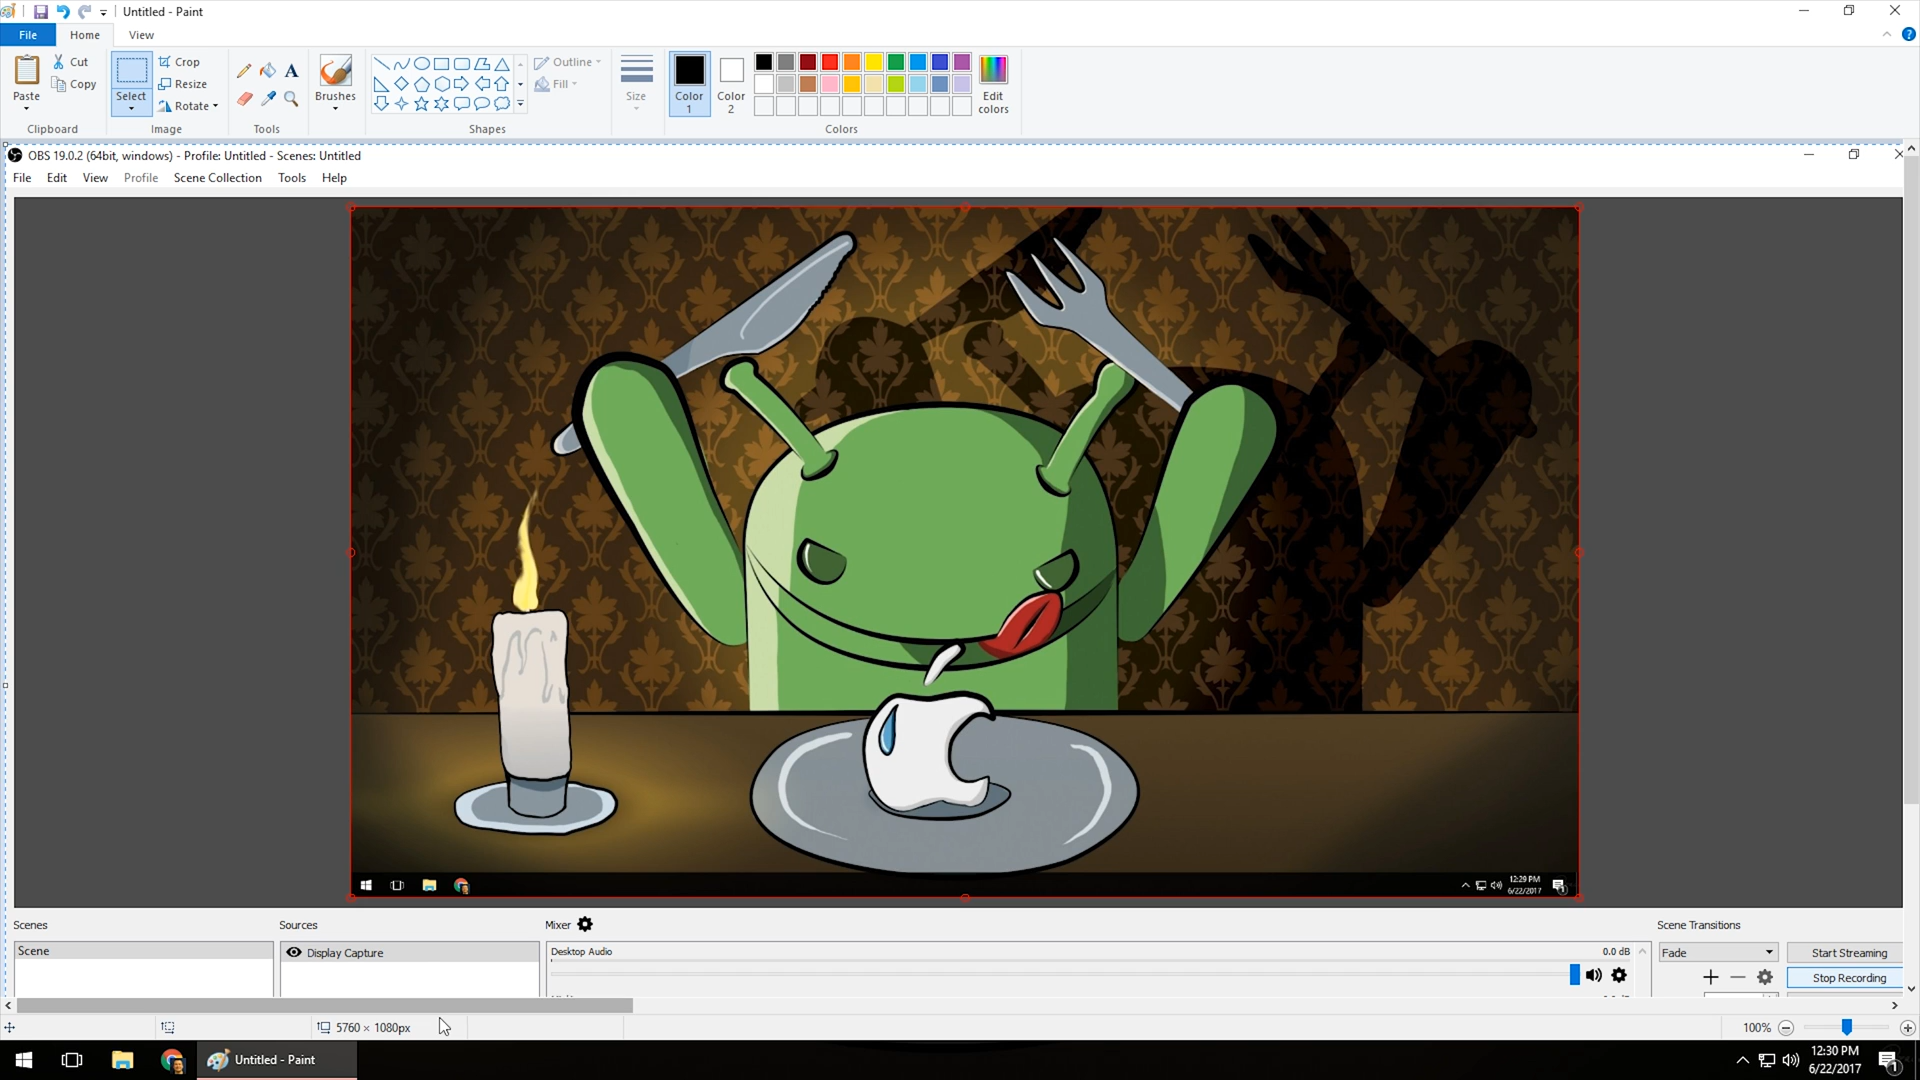 Untitled - Paint
File Home View
Paste
Cut
Copy
Clipboard
Select
Crop
Resize
Rotate
Image
A
Tools
Brushes
Shapes
Outline
Fill
Size
Color 1
Color 2
Edit colors
Colors
OBS 19.0.2 (64bit, windows) - Profile: Untitled - Scenes: Untitled
File Edit View Profile Scene Collection Tools Help
12:29 PM
6/22/2017
Scenes
Sources
Mixer
Scene Transitions
Scene
Display Capture
Desktop Audio
0.0 dB
Fade
Start Streaming
Stop Recording
5760 × 1080px
100%
Untitled - Paint
12:30 PM
6/22/2017
1